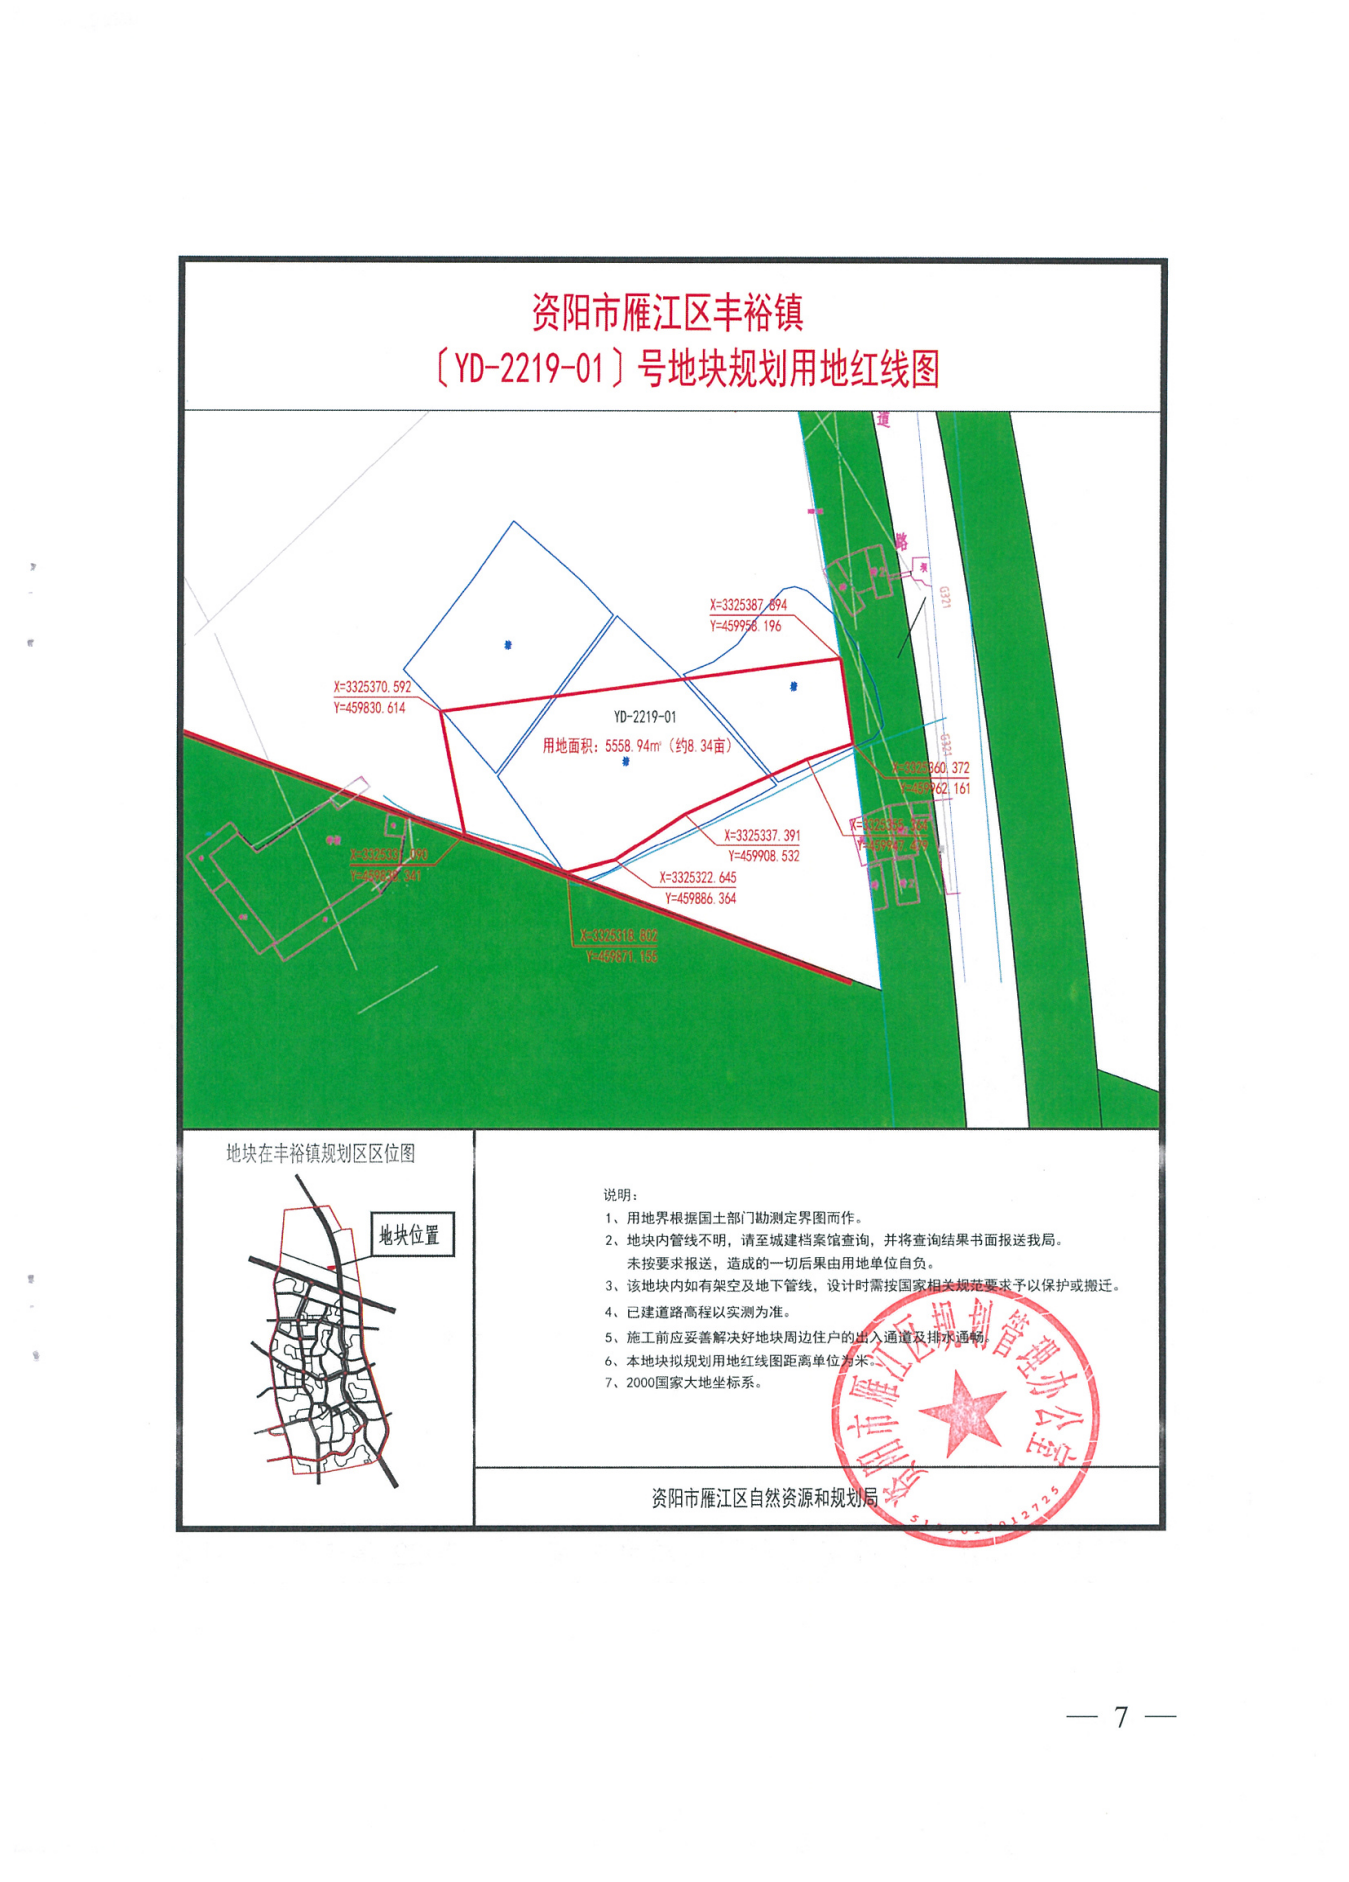 资阳市雁江区丰裕镇
〔YD-2219-01〕号地块规划用地红线图
道
路
G321
X=3325387.894
Y=459958.196
X=3325370.592
Y=459830.614
YD-2219-01
用地面积：5558.94㎡（约8.34亩）
G321
X=3325360.372
Y=459962.161
X=3325337.391
Y=459908.532
X=3325322.645
Y=459886.364
X=3325318.802
地块在丰裕镇规划区区位图
地块位置
说明：
1、用地界根据国土部门勘测定界图而作。
2、地块内管线不明，请至城建档案馆查询，并将查询结果书面报送我局。
未按要求报送，造成的一切后果由用地单位自负。
3、该地块内如有架空及地下管线，设计时需按国家相关规范要求予以保护或搬迁。
4、已建道路高程以实测为准。
5、施工前应妥善解决好地块周边住户的出入通道及排水通畅。
6、本地块拟规划用地红线图距离单位为米。
7、2000国家大地坐标系。
资阳市雁江区规划管理办公室
资阳市雁江区自然资源和规划局
— 7 —